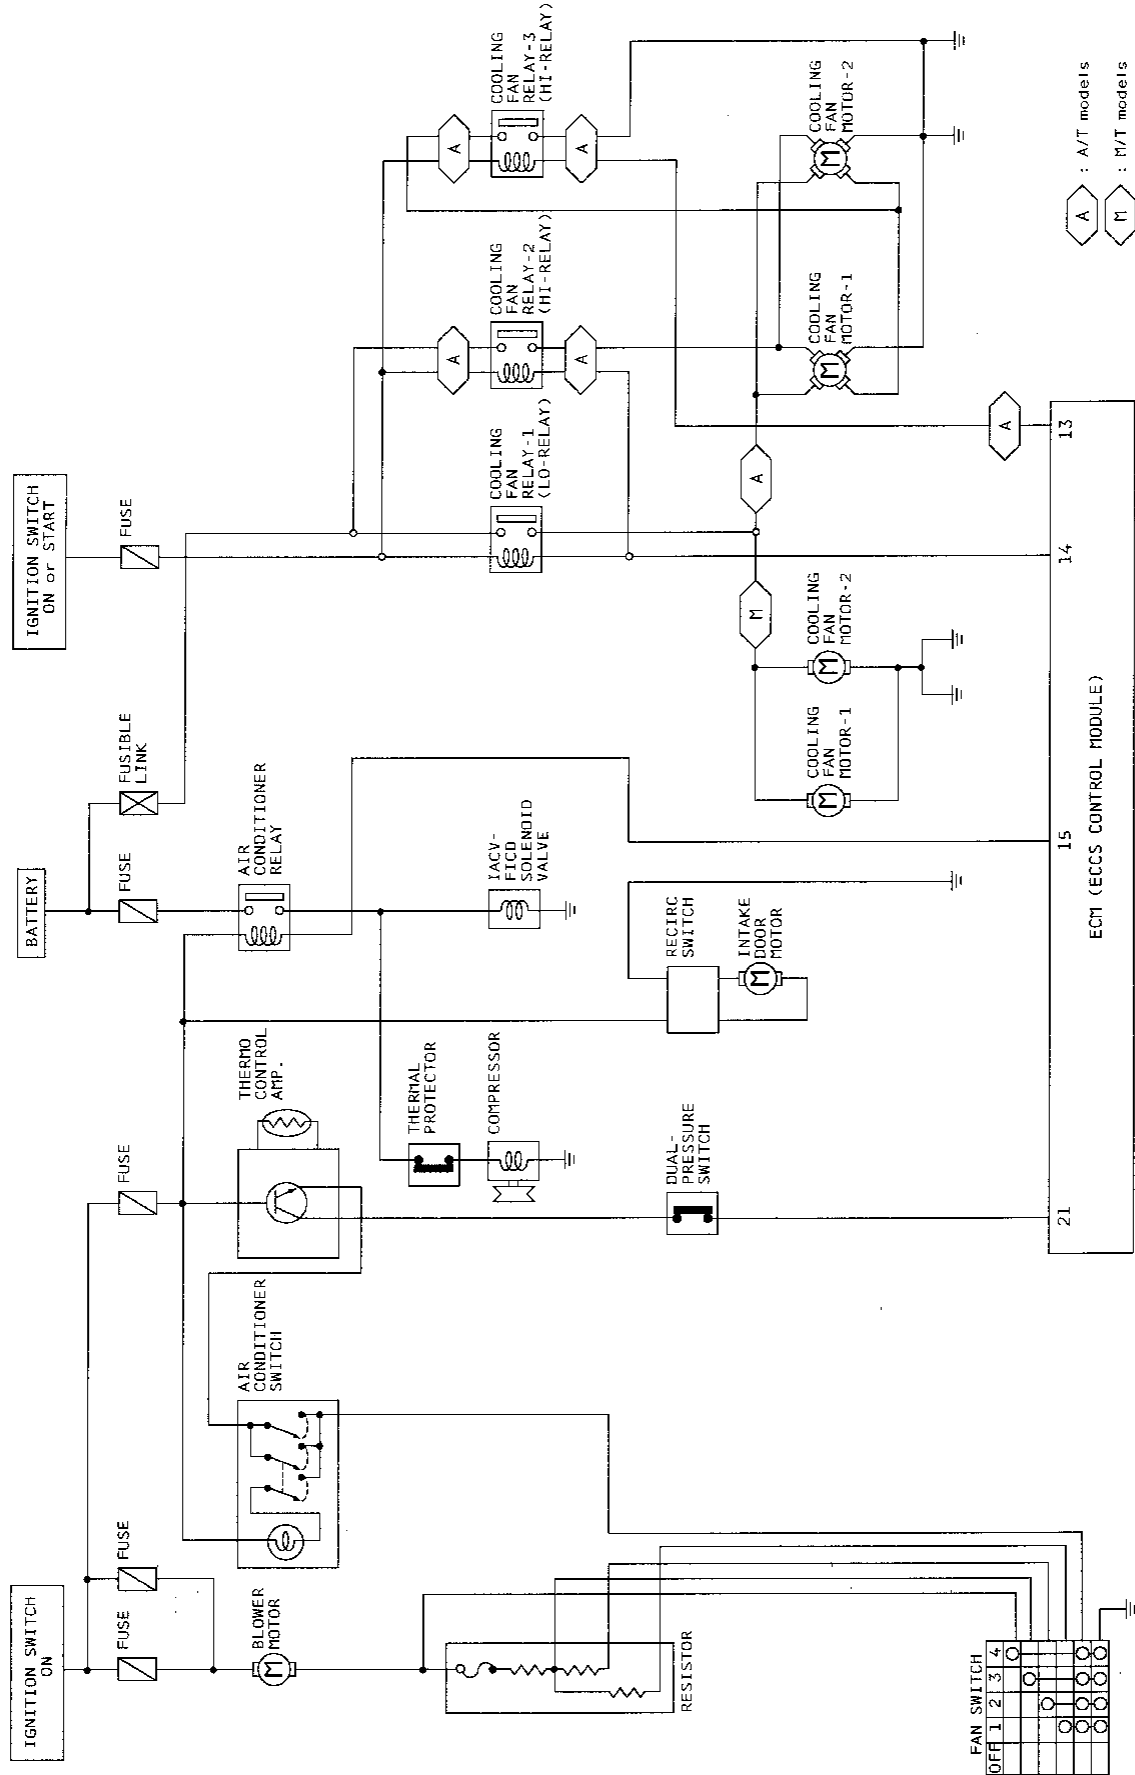 IGNITION SWITCH
ON
FUSE
FUSE
FUSE
BATTERY
FUSE
FUSIBLE
LINK
IGNITION SWITCH
ON or START
FUSE
BLOWER
MOTOR
AIR
CONDITIONER
SWITCH
THERMO
CONTROL
AMP.
AIR
CONDITIONER
RELAY
THERMAL
PROTECTOR
COMPRESSOR
IACV-
FICD
SOLENOID
VALVE
COOLING
FAN
RELAY-1
(LO-RELAY)
COOLING
FAN
RELAY-2
(HI-RELAY)
COOLING
FAN
RELAY-3
(HI-RELAY)
A
A
A
A
RESISTOR
DUAL-
PRESSURE
SWITCH
RECIRC
SWITCH
INTAKE
DOOR
MOTOR
M
M
M
A
COOLING
FAN
MOTOR-1
M
COOLING
FAN
MOTOR-2
M
COOLING
FAN
MOTOR-1
M
COOLING
FAN
MOTOR-2
M
A
FAN SWITCH
OFF 1 2 3 4
21
15
14
13
ECM (ECCS CONTROL MODULE)
A : A/T models
M : M/T models